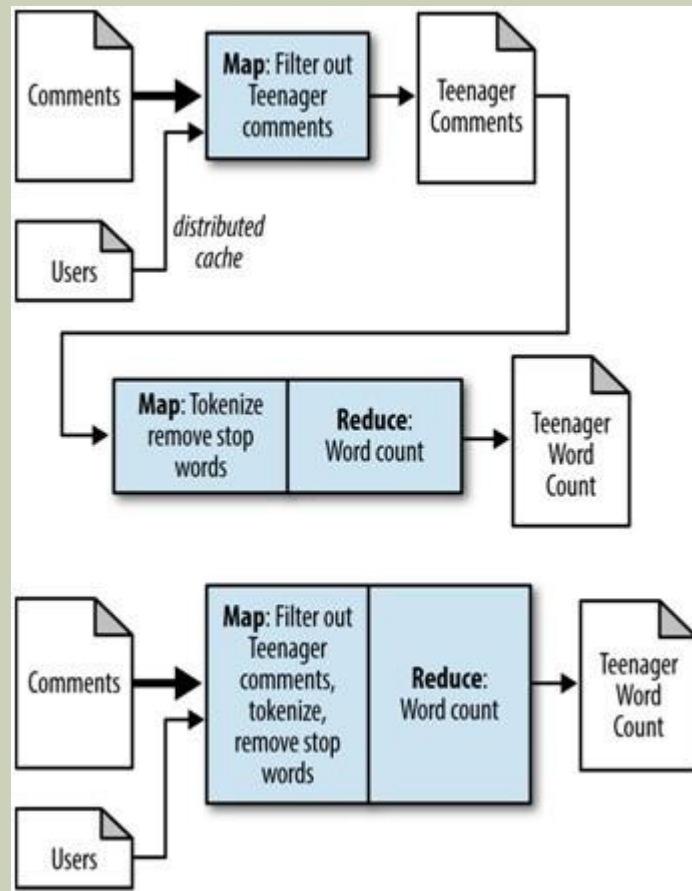 Comments
Map: Filter out
Teenager
comments
Teenager
Comments
distributed
cache
Users
Map: Tokenize
remove stop
words
Reduce:
Word count
Teenager
Word
Count
Comments
Map: Filter out
Teenager
comments,
tokenize,
remove stop
words
Reduce:
Word count
Teenager
Word
Count
Users